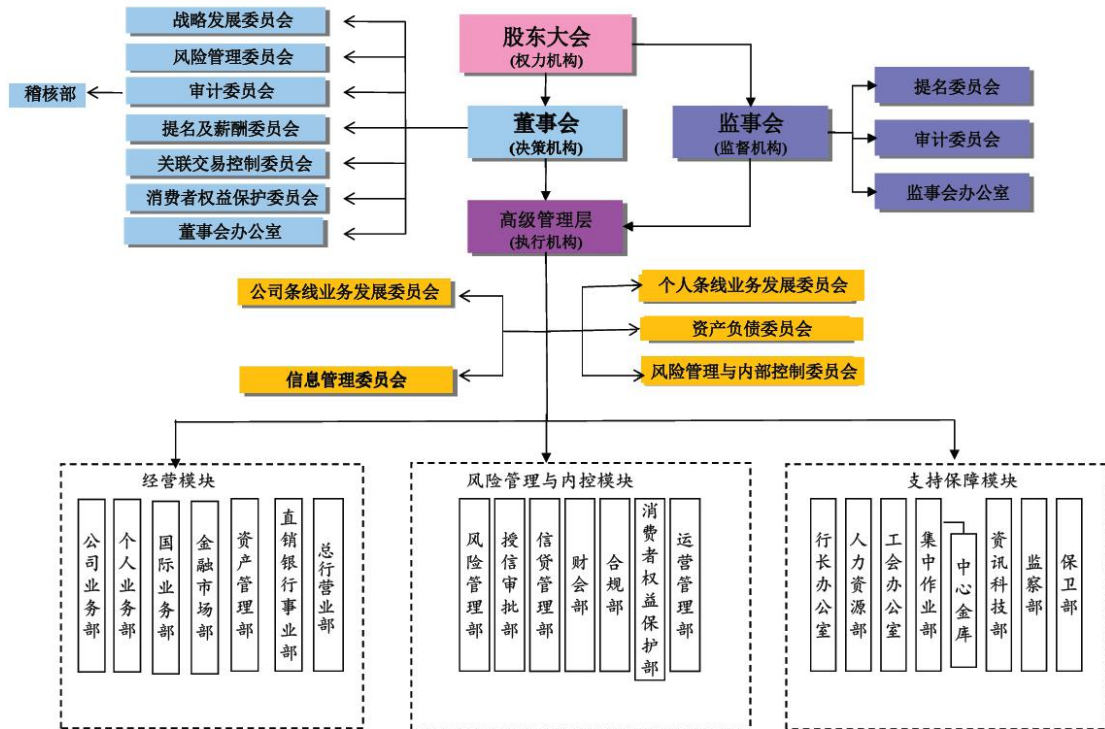 战略发展委员会
风险管理委员会
稽核部
审计委员会
提名及薪酬委员会
关联交易控制委员会
消费者权益保护委员会
董事会办公室
股东大会
(权力机构)
董事会
(决策机构)
监事会
(监督机构)
提名委员会
审计委员会
监事会办公室
高级管理层
(执行机构)
公司条线业务发展委员会
个人条线业务发展委员会
资产负债委员会
信息管理委员会
风险管理与内部控制委员会
经营模块
公司业务部
个人业务部
国际业务部
金融市场部
资产管理部
直销银行事业部
总行营业部
风险管理与内控模块
风险管理部
授信审批部
信贷管理部
财会部
合规部
消费者权益保护部
运营管理部
支持保障模块
行长办公室
人力资源部
工会办公室
集中作业部
中心金库
资讯科技部
监察部
保卫部